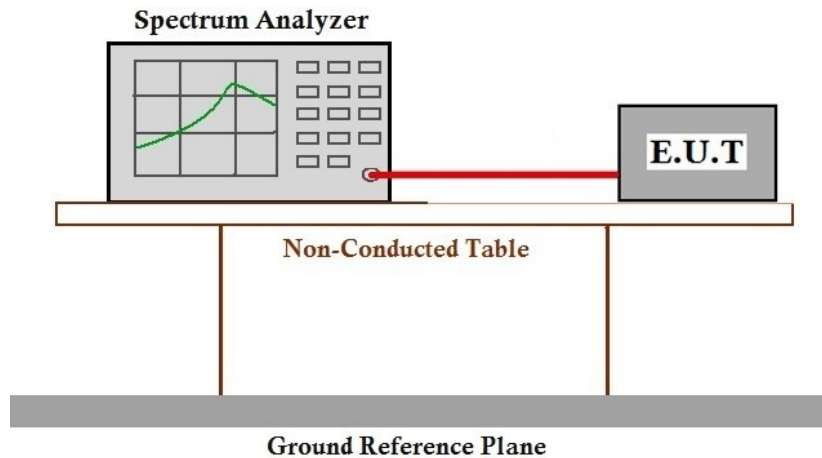 Spectrum Analyzer
E.U.T
Non-Conducted Table
Ground Reference Plane